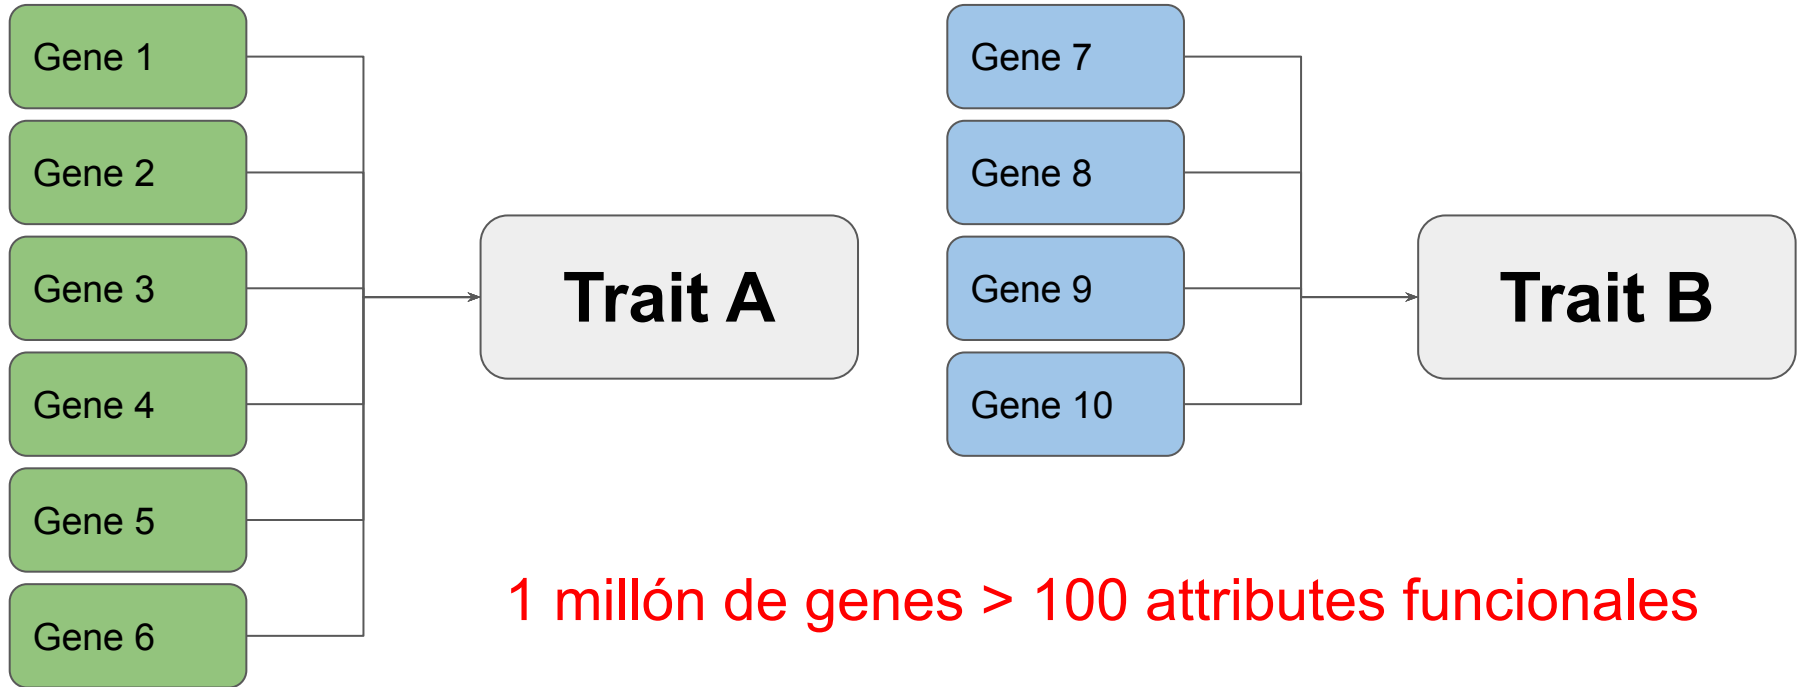 Gene 1
Gene 2
Gene 3
Gene 4
Gene 5
Gene 6
Trait A
Gene 7
Gene 8
Gene 9
Gene 10
Trait B
1 millón de genes > 100 attributes funcionales